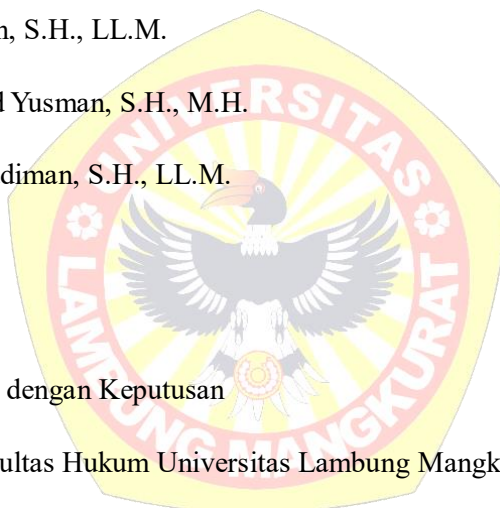 n, S.H., LL.M.
d Yusman, S.H., M.H.
diman, S.H., LL.M.
dengan Keputusan
ultas Hukum Universitas Lambung Mangk
UNIVERSITAS
LAMBUNG MANGKURAT